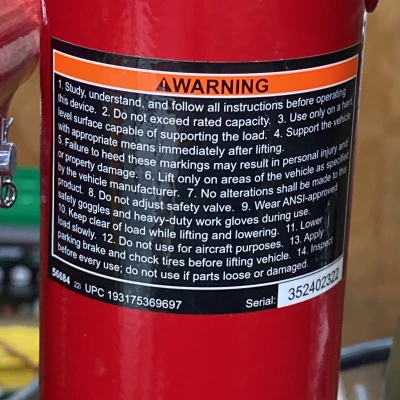 ⚠WARNING
1. Study, understand, and follow all instructions before operating
this device. 2. Do not exceed rated capacity. 3. Use only on a hard,
level surface capable of supporting the load. 4. Support the vehicle
with appropriate means immediately after lifting.
5. Failure to heed these markings may result in personal injury and/
or property damage. 6. Lift only on areas of the vehicle as specified
by the vehicle manufacturer. 7. No alterations shall be made to this
product. 8. Do not adjust safety valve. 9. Wear ANSI-approved
safety goggles and heavy-duty work gloves during use.
10. Keep clear of load while lifting and lowering. 11. Lower
load slowly. 12. Do not use for aircraft purposes. 13. Apply
parking brake and chock tires before lifting vehicle. 14. Inspect
before every use; do not use if parts loose or damaged.
56684 22i UPC 193175369697 Serial: 352402322